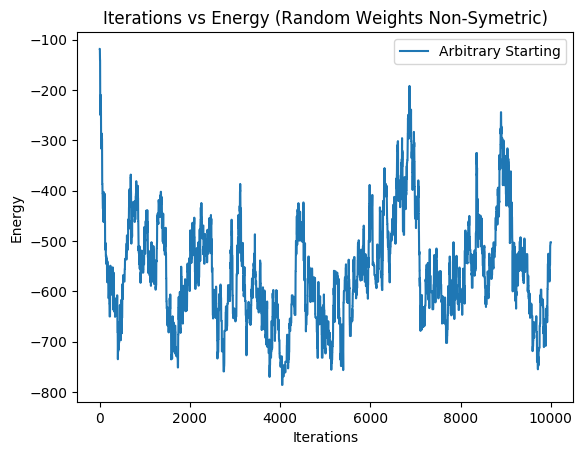 Iterations vs Energy (Random Weights Non-Symetric)
Arbitrary Starting
Energy
−100
−200
−300
−400
−500
−600
−700
−800
0 2000 4000 6000 8000 10000
Iterations